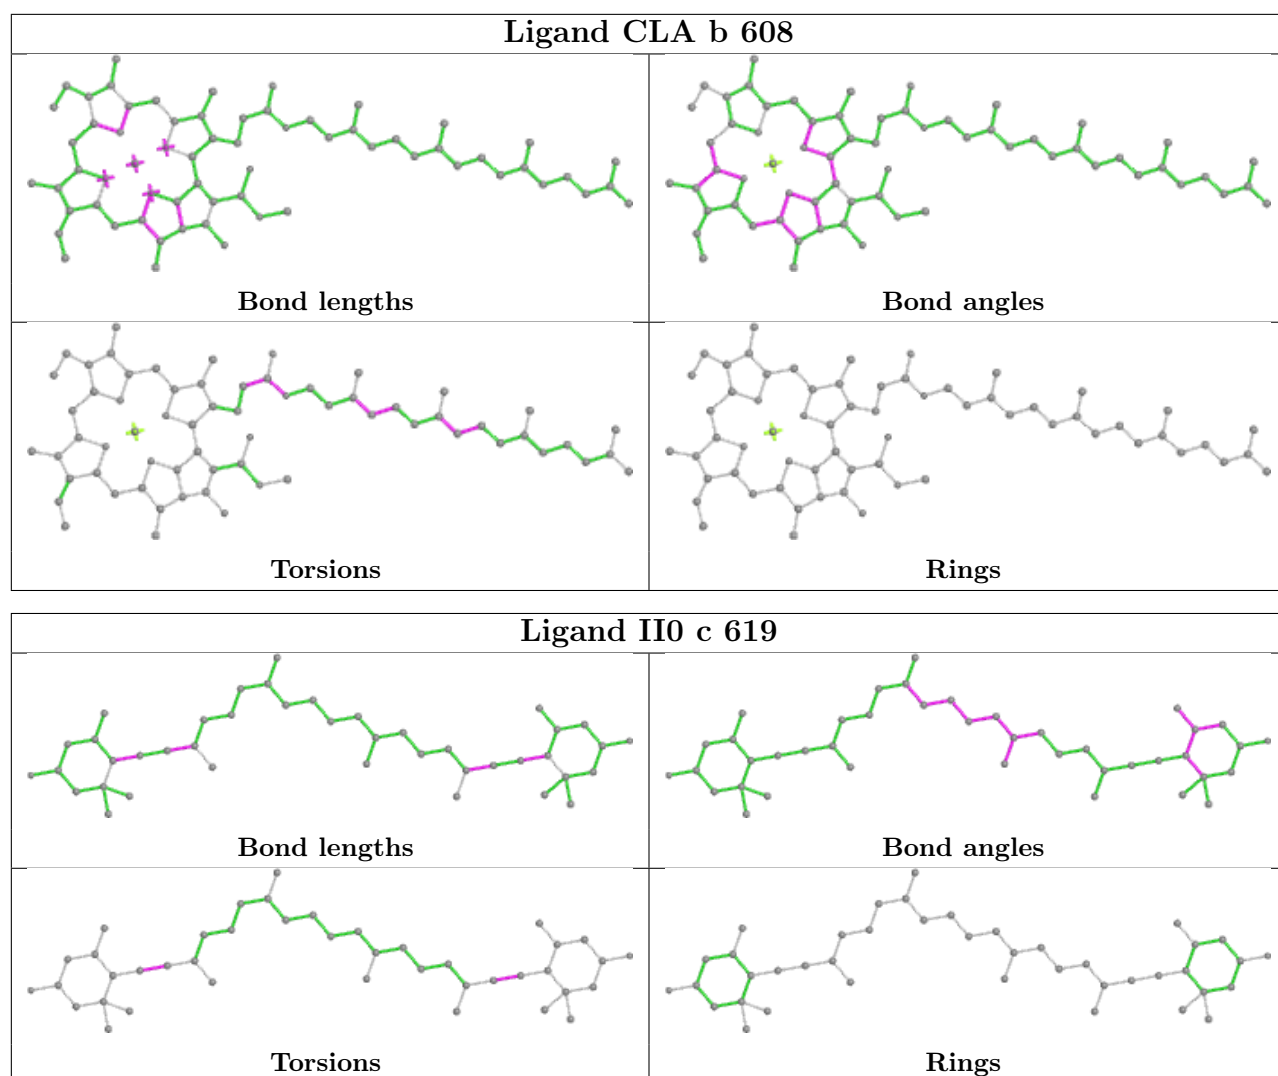 Ligand CLA b 608
Bond lengths
Bond angles
Torsions
Rings
Ligand II0 c 619
Bond lengths
Bond angles
Torsions
Rings